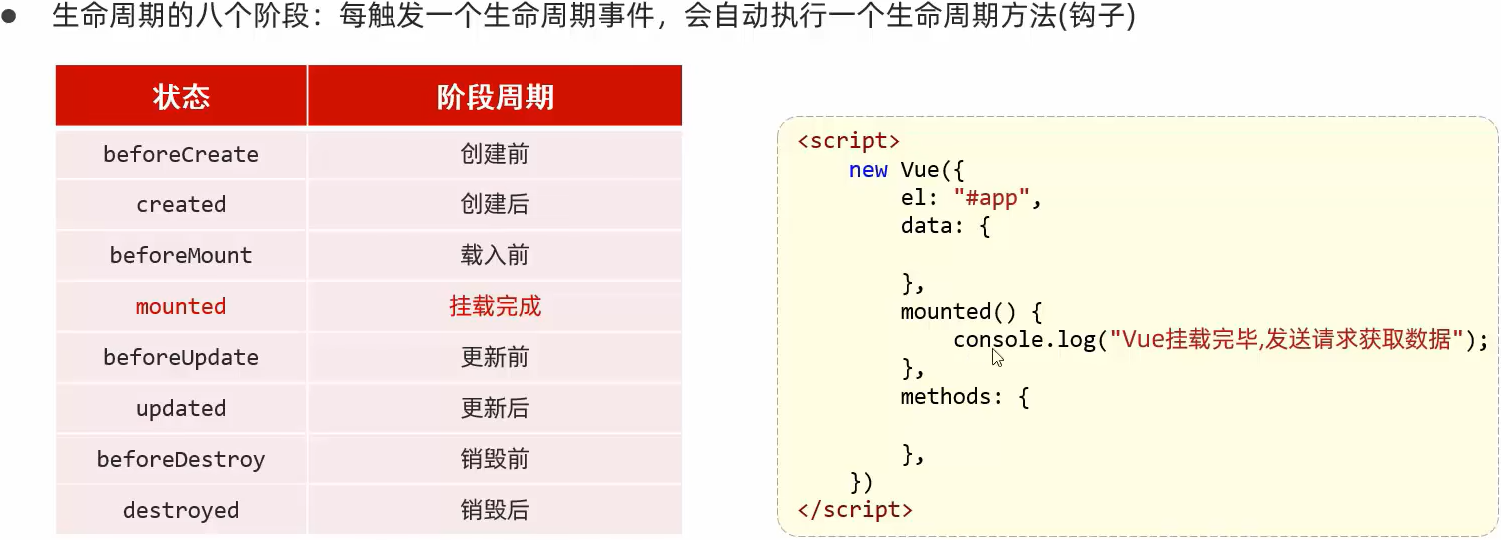 ● 生命周期的八个阶段：每触发一个生命周期事件，会自动执行一个生命周期方法(钩子)
状态 阶段周期
beforeCreate 创建前
created 创建后
beforeMount 载入前
mounted 挂载完成
beforeUpdate 更新前
updated 更新后
beforeDestroy 销毁前
destroyed 销毁后
<script>
    new Vue({
        el: "#app",
        data: {

        },
        mounted() {
            console.log("Vue挂载完毕,发送请求获取数据");
        },
        methods: {

        },
    })
</script>